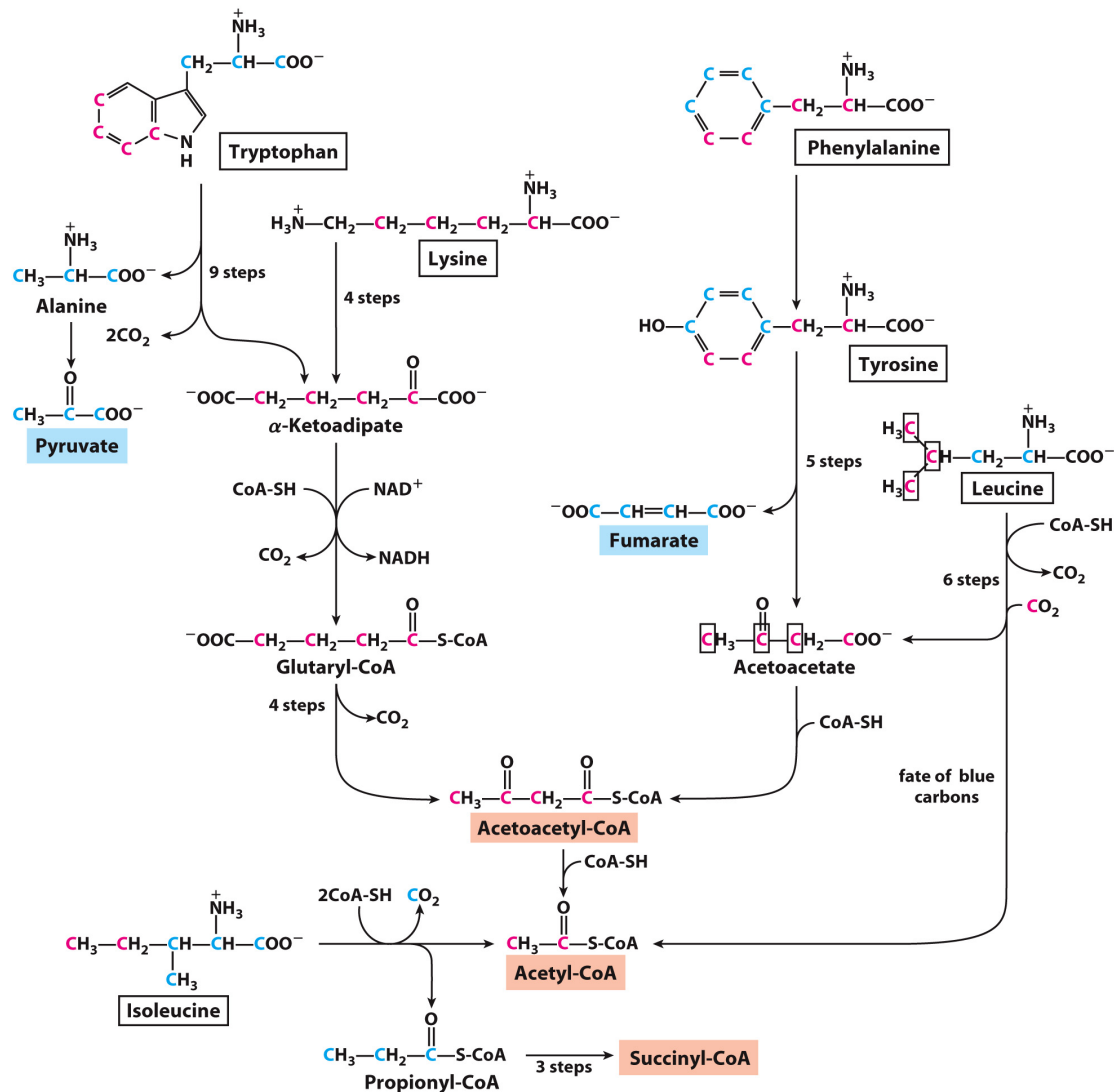 ⁺NH₃
CH₂—CH—COO⁻
C
C
C
C
N
H
Tryptophan
⁺NH₃
C C
C C—CH₂—CH—COO⁻
C C
Phenylalanine
⁺NH₃
H₃N⁺—CH₂—CH₂—CH₂—CH₂—CH—COO⁻
Lysine
⁺NH₃
CH₃—CH—COO⁻
Alanine
9 steps
4 steps
2CO₂
O
CH₃—C—COO⁻
Pyruvate
O
⁻OOC—CH₂—CH₂—CH₂—C—COO⁻
α-Ketoadipate
⁺NH₃
C=C
HO—C C—CH₂—CH—COO⁻
C C
Tyrosine
5 steps
⁻OOC—CH=CH—COO⁻
Fumarate
⁺NH₃
H₃C
CH—CH₂—CH—COO⁻
H₃C
Leucine
CoA-SH
CO₂
6 steps
CO₂
CoA-SH
NAD⁺
CO₂
NADH
O
⁻OOC—CH₂—CH₂—CH₂—C—S-CoA
Glutaryl-CoA
4 steps
CO₂
O
CH₃—C—CH₂—COO⁻
Acetoacetate
CoA-SH
fate of blue
carbons
O O
CH₃—C—CH₂—C—S-CoA
Acetoacetyl-CoA
CoA-SH
O
CH₃—C—S-CoA
Acetyl-CoA
⁺NH₃
CH₃—CH₂—CH—CH—COO⁻
CH₃
Isoleucine
2CoA-SH
CO₂
O
CH₃—CH₂—C—S-CoA
Propionyl-CoA
3 steps
Succinyl-CoA